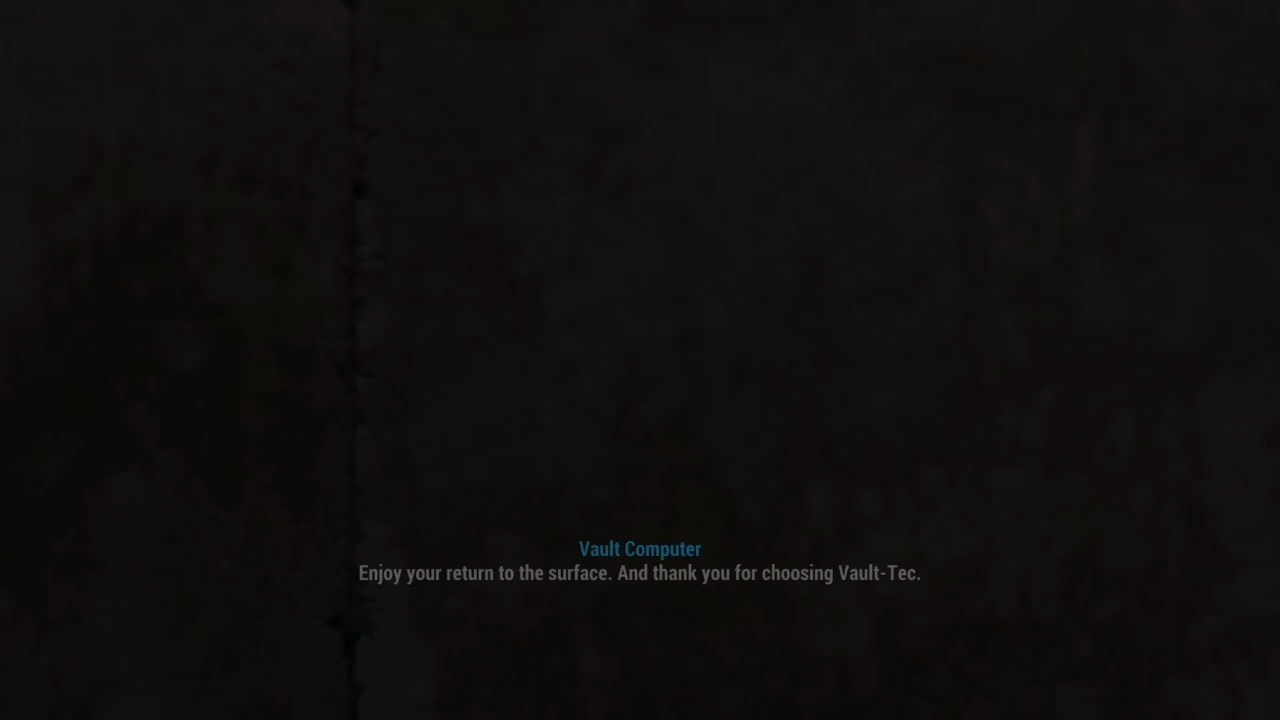 Vault Computer
Enjoy your return to the surface. And thank you for choosing Vault-Tec.